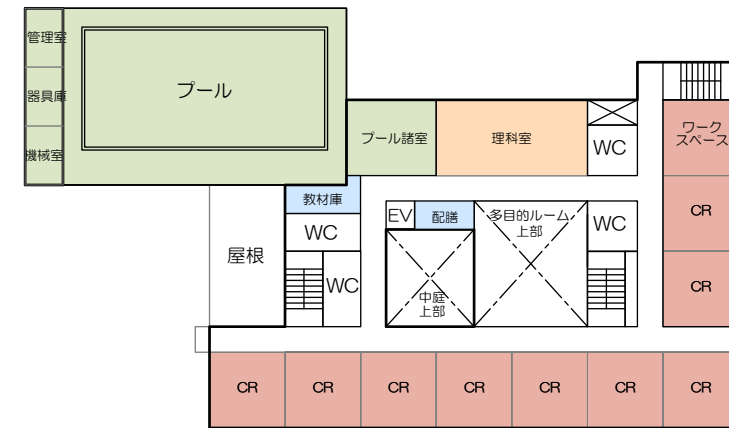 管理室
器具庫
機械室
プール
プール諸室
理科室
WC
ワーク
スペース
教材庫
WC
EV
配膳
多目的ルーム
上部
WC
CR
屋根
WC
中庭
上部
CR
CR
CR
CR
CR
CR
CR
CR